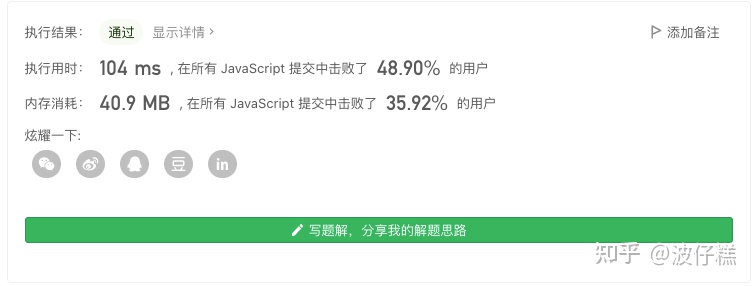 执行结果： 通过 显示详情 › 添加备注
执行用时： 104 ms , 在所有 JavaScript 提交中击败了 48.90% 的用户
内存消耗： 40.9 MB , 在所有 JavaScript 提交中击败了 35.92% 的用户
炫耀一下:
豆 in
写题解，分享我的解题思路
知乎 @波仔糕